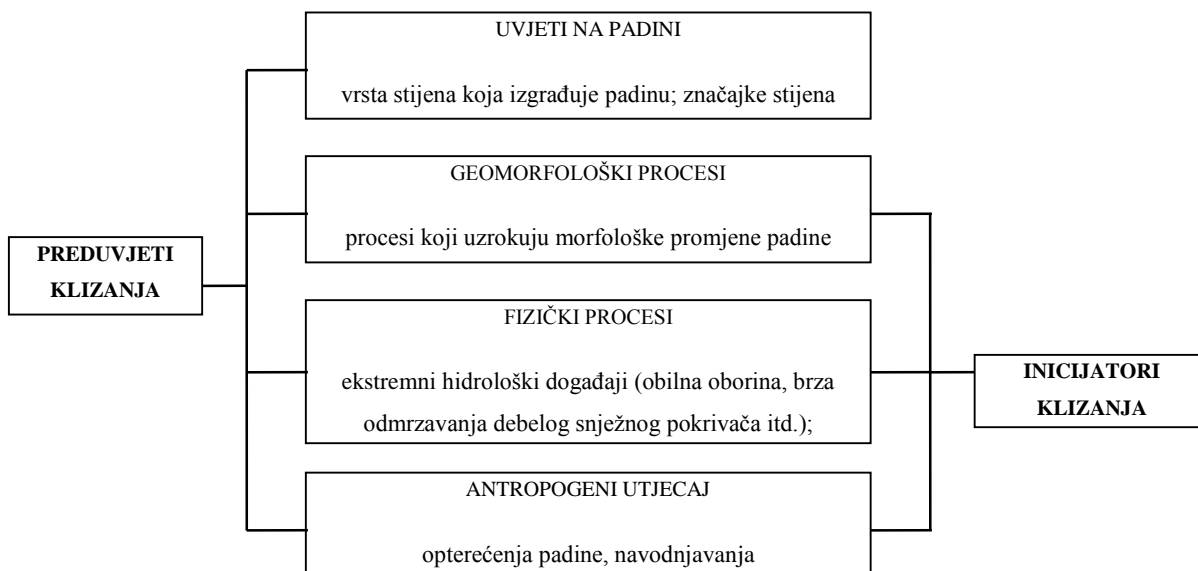 UVJETI NA PADINI
vrsta stijena koja izgrađuje padinu; značajke stijena
GEOMORFOLOŠKI PROCESI
procesi koji uzrokuju morfološke promjene padine
PREDUVJETI
KLIZANJA
FIZIČKI PROCESI
ekstremni hidrološki događaji (obilna oborina, brza
odmrzavanja debelog snježnog pokrivača itd.);
INICIJATORI
KLIZANJA
ANTROPOGENI UTJECAJ
opterećenja padine, navodnjavanja